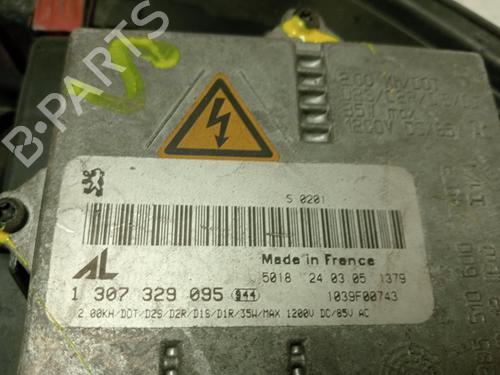 S 0201
AL
Made in France
5018 24 03 05 1379
1 307 329 095 944
1039F00743
2.00KH/DOT/D2S/D2R/D1S/D1R/35W/MAX 1200V DC/85V AC
B-PARTS